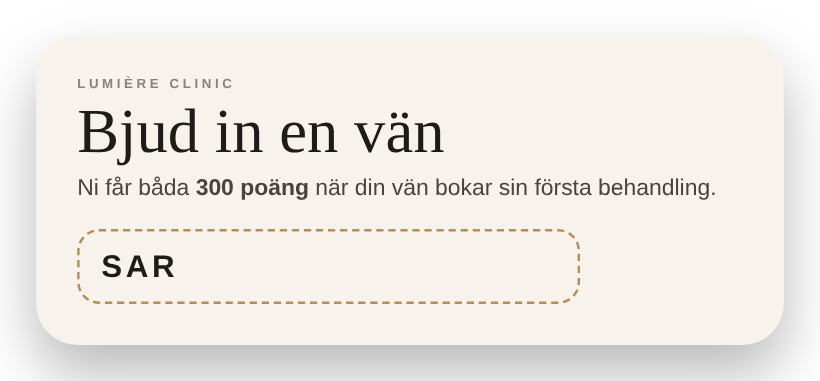 LUMIÈRE CLINIC
Bjud in en vän
Ni får båda 300 poäng när din vän bokar sin första behandling.
SAR